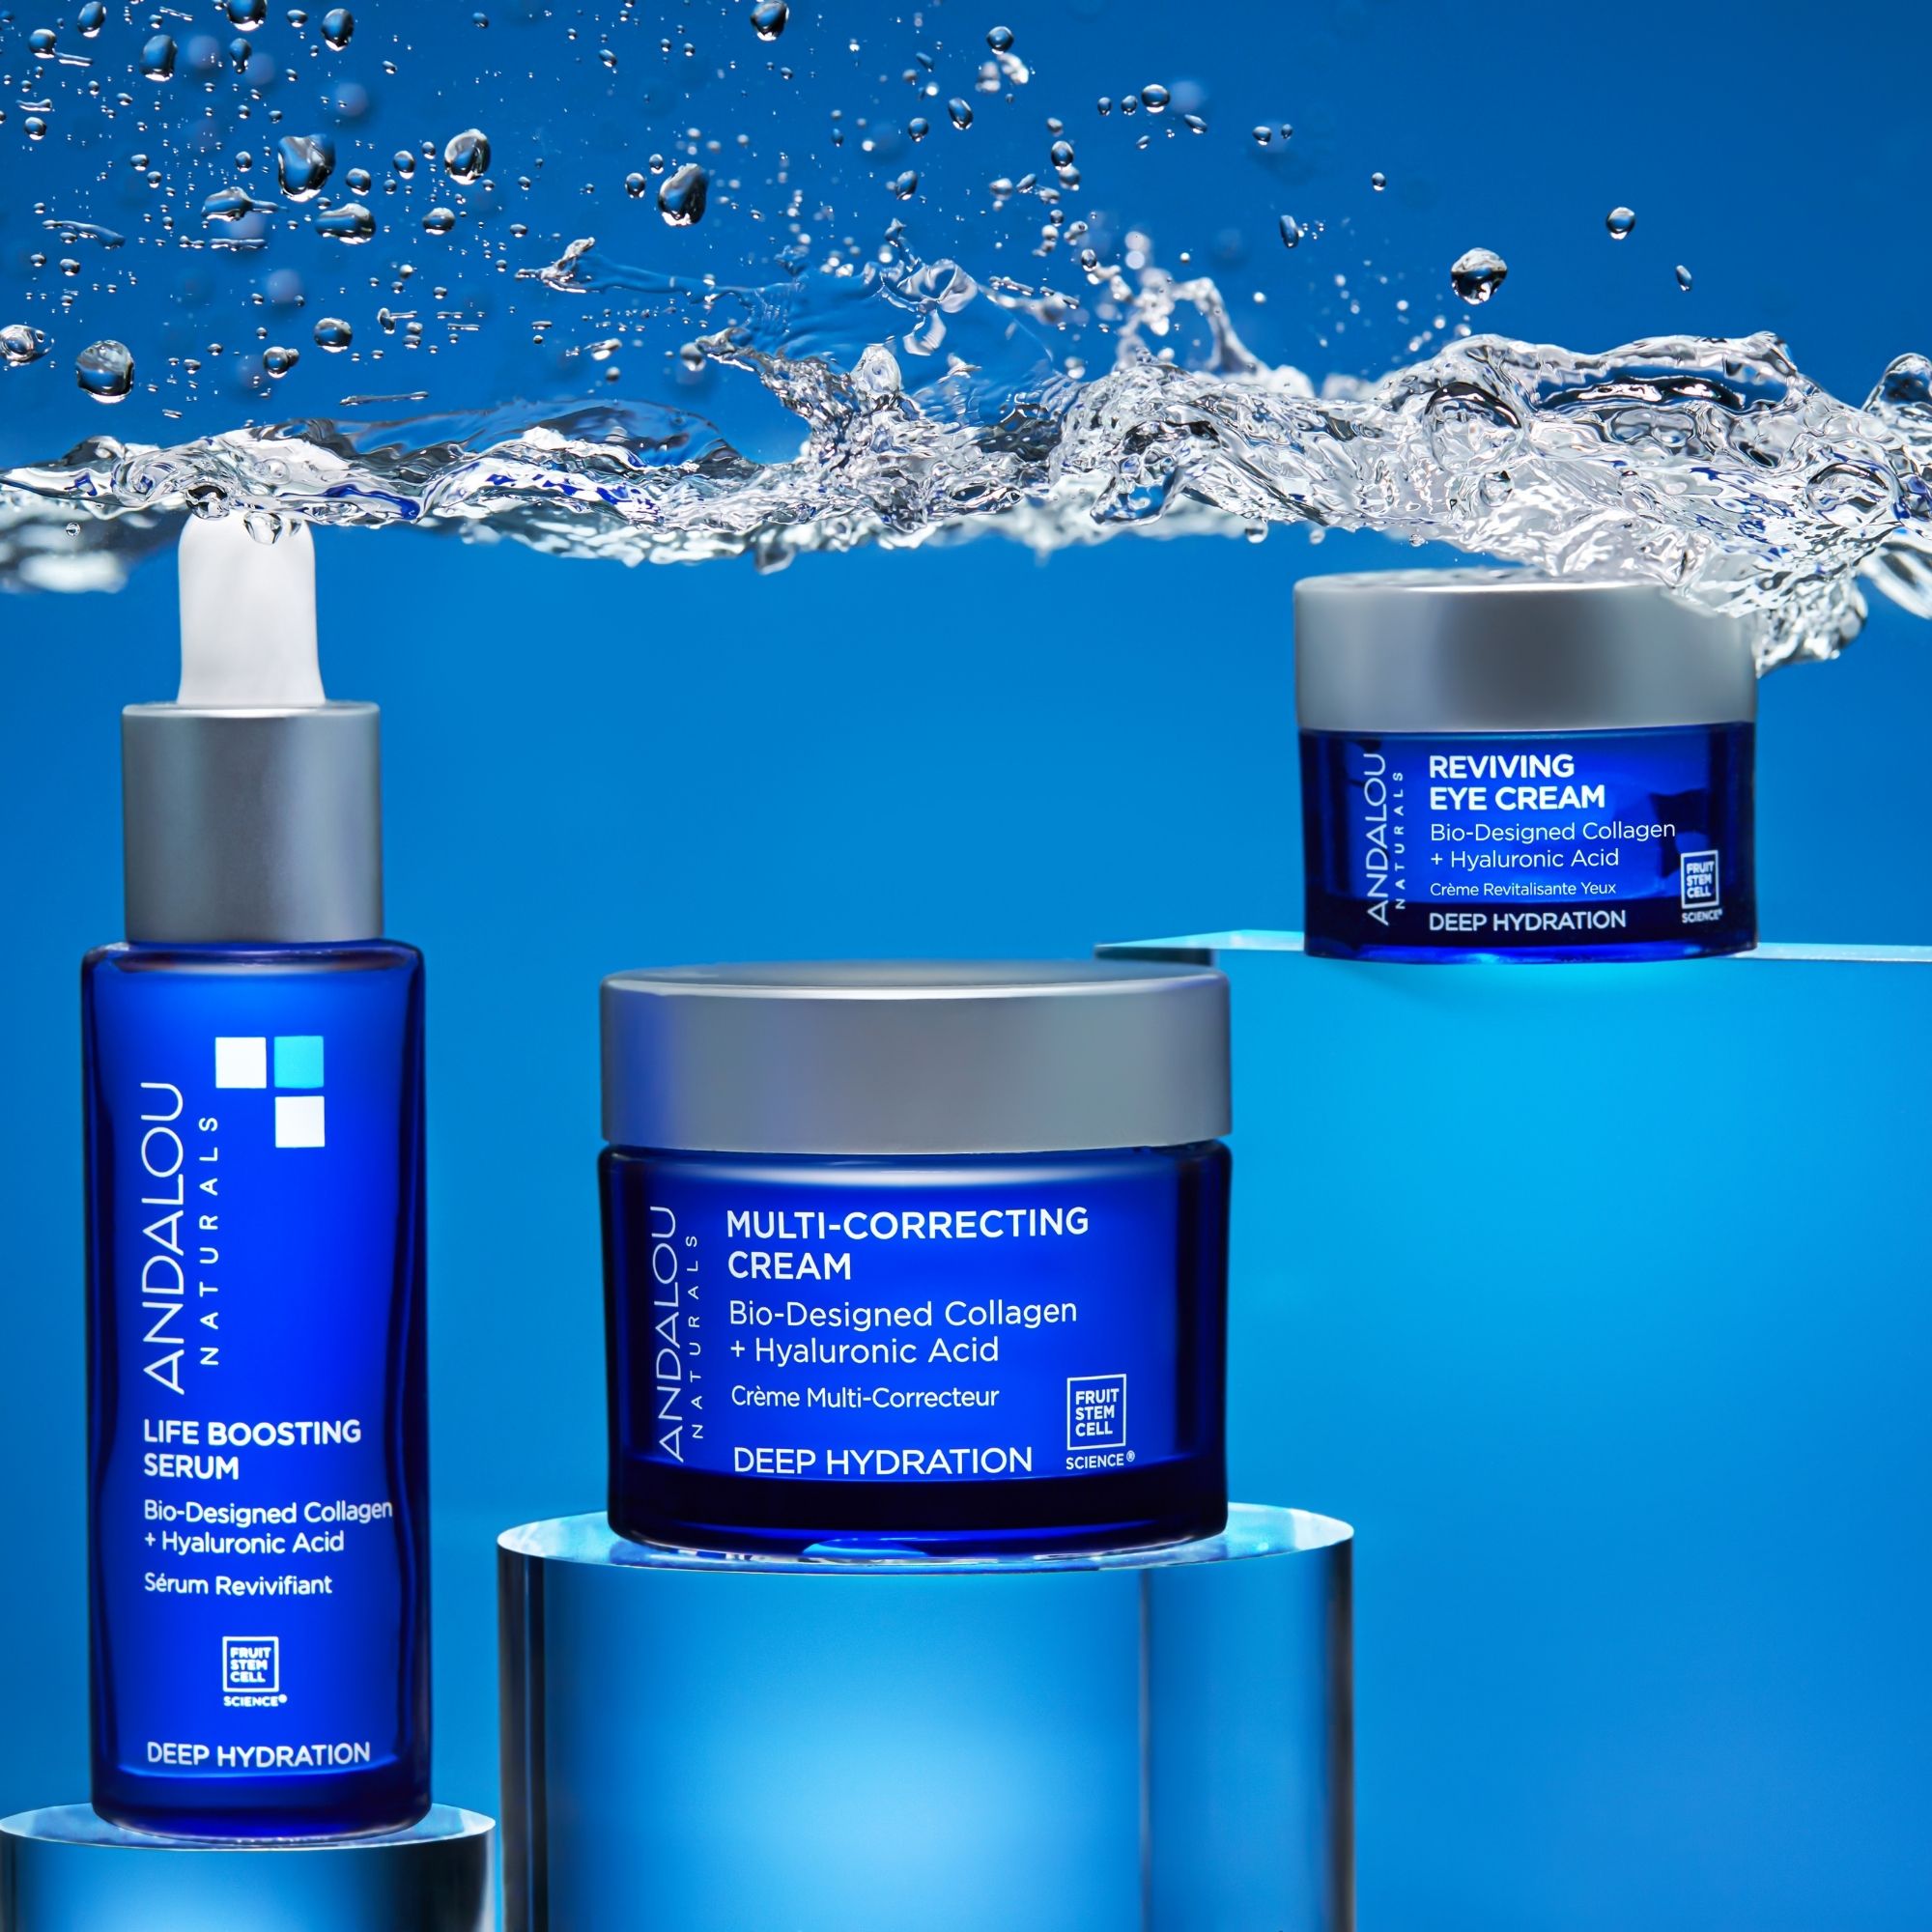 ANDALOU
NATURALS
LIFE BOOSTING
SERUM
Bio-Designed Collagen
+ Hyaluronic Acid
Sérum Revivifiant
FRUIT
STEM
CELL
SCIENCE®
DEEP HYDRATION
ANDALOU
NATURALS
MULTI-CORRECTING
CREAM
Bio-Designed Collagen
+ Hyaluronic Acid
Crème Multi-Correcteur
DEEP HYDRATION
FRUIT
STEM
CELL
SCIENCE®
ANDALOU
NATURALS
REVIVING
EYE CREAM
Bio-Designed Collagen
+ Hyaluronic Acid
Crème Revitalisante Yeux
DEEP HYDRATION
FRUIT
STEM
CELL
SCIENCE®